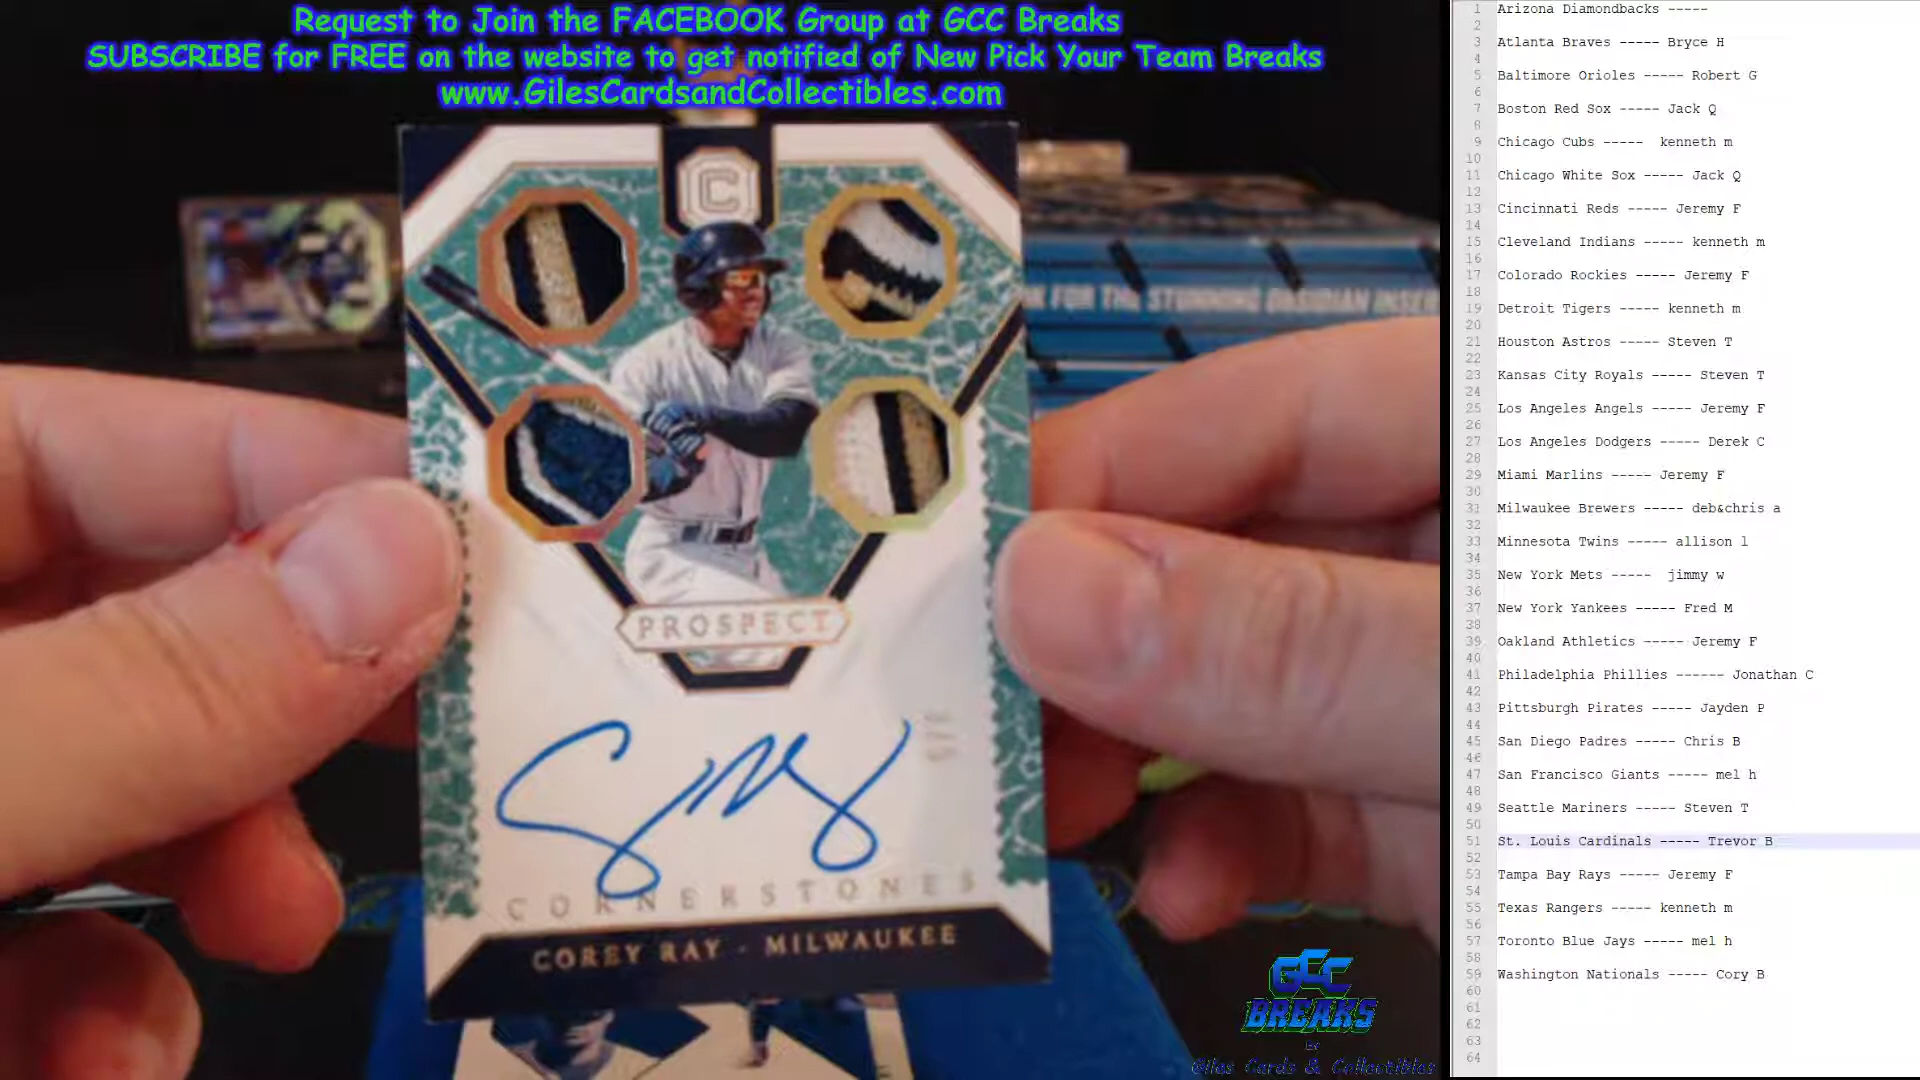 Request to Join the FACEBOOK Group at GCC Breaks
SUBSCRIBE for FREE on the website to get notified of New Pick Your Team Breaks
www.GilesCardsandCollectibles.com
C
K FOR THE STUNNING OBSIDIAN INSER
PROSPECT
CORNERSTONES
COREY RAY - MILWAUKEE
GCC
BREAKS
BY
Giles Cards & Collectibles
1 Arizona Diamondbacks -----
2
3 Atlanta Braves ----- Bryce H
4
5 Baltimore Orioles ----- Robert G
6
7 Boston Red Sox ----- Jack Q
8
9 Chicago Cubs ----- kenneth m
10
11 Chicago White Sox ----- Jack Q
12
13 Cincinnati Reds ----- Jeremy F
14
15 Cleveland Indians ----- kenneth m
16
17 Colorado Rockies ----- Jeremy F
18
19 Detroit Tigers ----- kenneth m
20
21 Houston Astros ----- Steven T
22
23 Kansas City Royals ----- Steven T
24
25 Los Angeles Angels ----- Jeremy F
26
27 Los Angeles Dodgers ----- Derek C
28
29 Miami Marlins ----- Jeremy F
30
31 Milwaukee Brewers ----- deb&chris a
32
33 Minnesota Twins ----- allison l
34
35 New York Mets ----- jimmy w
36
37 New York Yankees ----- Fred M
38
39 Oakland Athletics ----- Jeremy F
40
41 Philadelphia Phillies ------ Jonathan C
42
43 Pittsburgh Pirates ----- Jayden P
44
45 San Diego Padres ----- Chris B
46
47 San Francisco Giants ----- mel h
48
49 Seattle Mariners ----- Steven T
50
51 St. Louis Cardinals ----- Trevor B
52
53 Tampa Bay Rays ----- Jeremy F
54
55 Texas Rangers ----- kenneth m
56
57 Toronto Blue Jays ----- mel h
58
59 Washington Nationals ----- Cory B
60
61
62
63
64